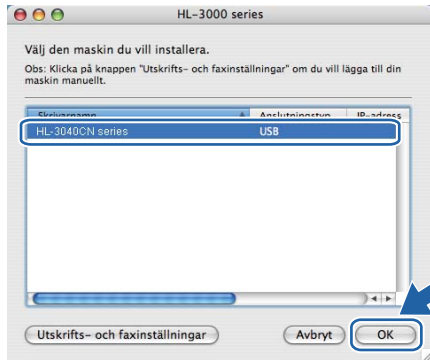 HL-3000 series
Välj den maskin du vill installera.
Obs: Klicka på knappen "Utskrifts- och faxinställningar" om du vill lägga till din
maskin manuellt.
Skrivarnamn Anslutningstyp IP-adress
HL-3040CN series USB
Utskrifts- och faxinställningar Avbryt OK